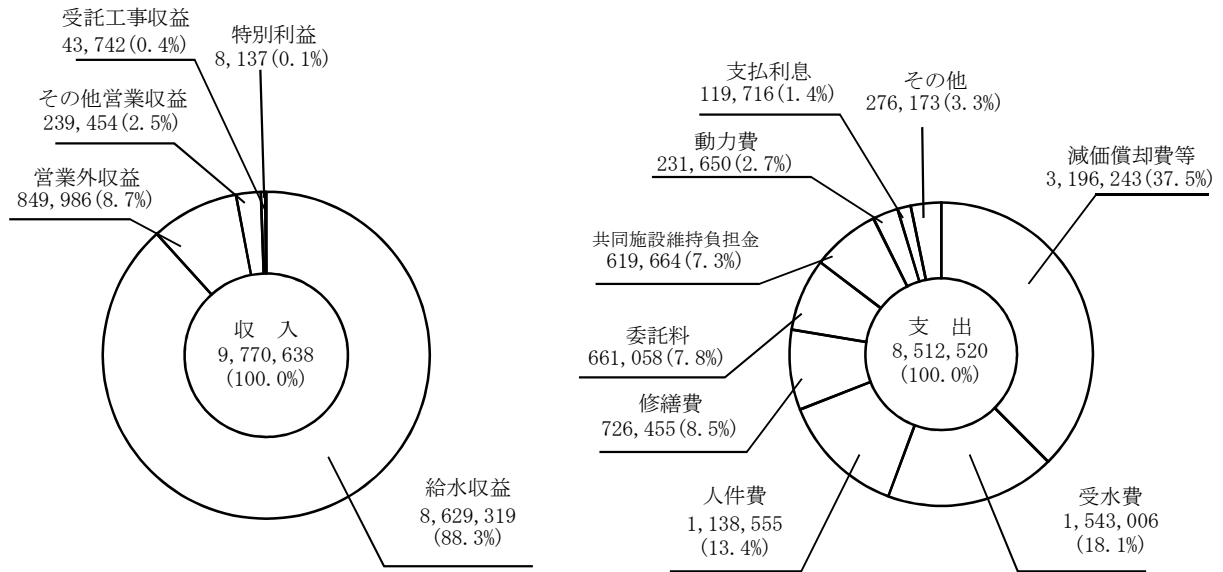 受託工事収益
43,742(0.4%)
特別利益
8,137(0.1%)
その他営業収益
239,454(2.5%)
営業外収益
849,986(8.7%)
収　入
9,770,638
(100.0%)
給水収益
8,629,319
(88.3%)
支払利息
119,716(1.4%)
その他
276,173(3.3%)
動力費
231,650(2.7%)
減価償却費等
3,196,243(37.5%)
共同施設維持負担金
619,664(7.3%)
委託料
661,058(7.8%)
支　出
8,512,520
(100.0%)
修繕費
726,455(8.5%)
人件費
1,138,555
(13.4%)
受水費
1,543,006
(18.1%)